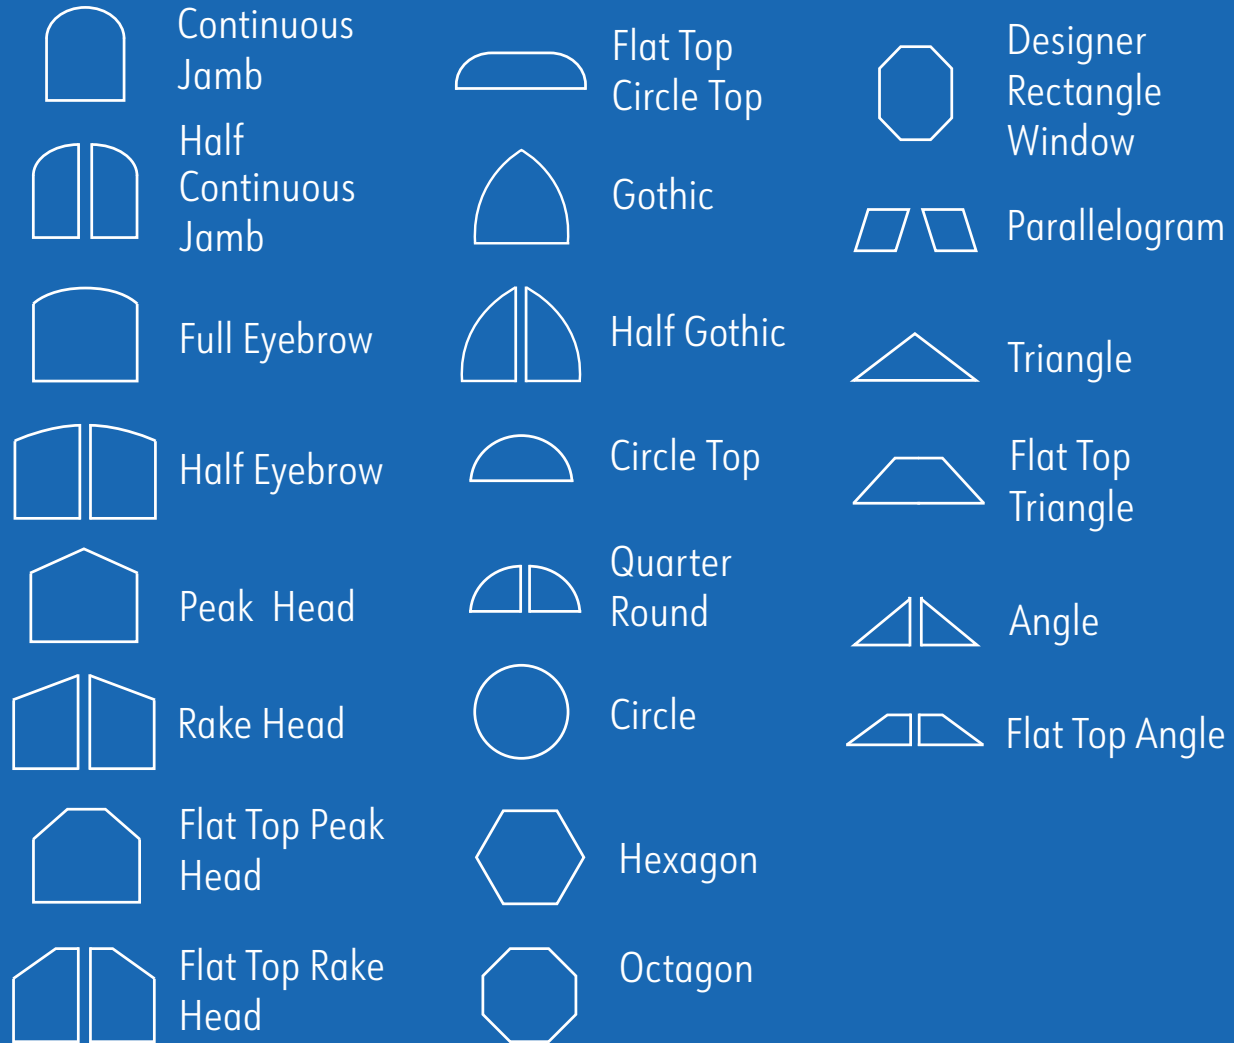 Continuous
Jamb
Half
Continuous
Jamb
Full Eyebrow
Half Eyebrow
Peak Head
Rake Head
Flat Top Peak
Head
Flat Top Rake
Head
Flat Top
Circle Top
Gothic
Half Gothic
Circle Top
Quarter
Round
Circle
Hexagon
Octagon
Designer
Rectangle
Window
Parallelogram
Triangle
Flat Top
Triangle
Angle
Flat Top Angle